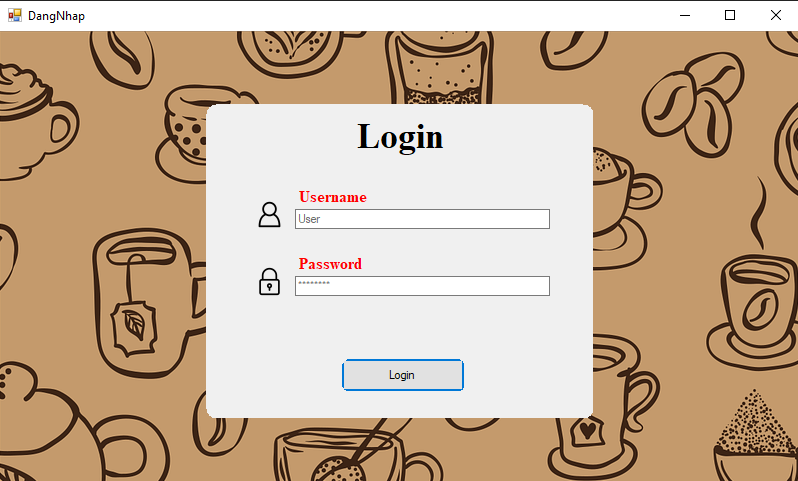 DangNhap
Login
Username
User
Password
********
Login